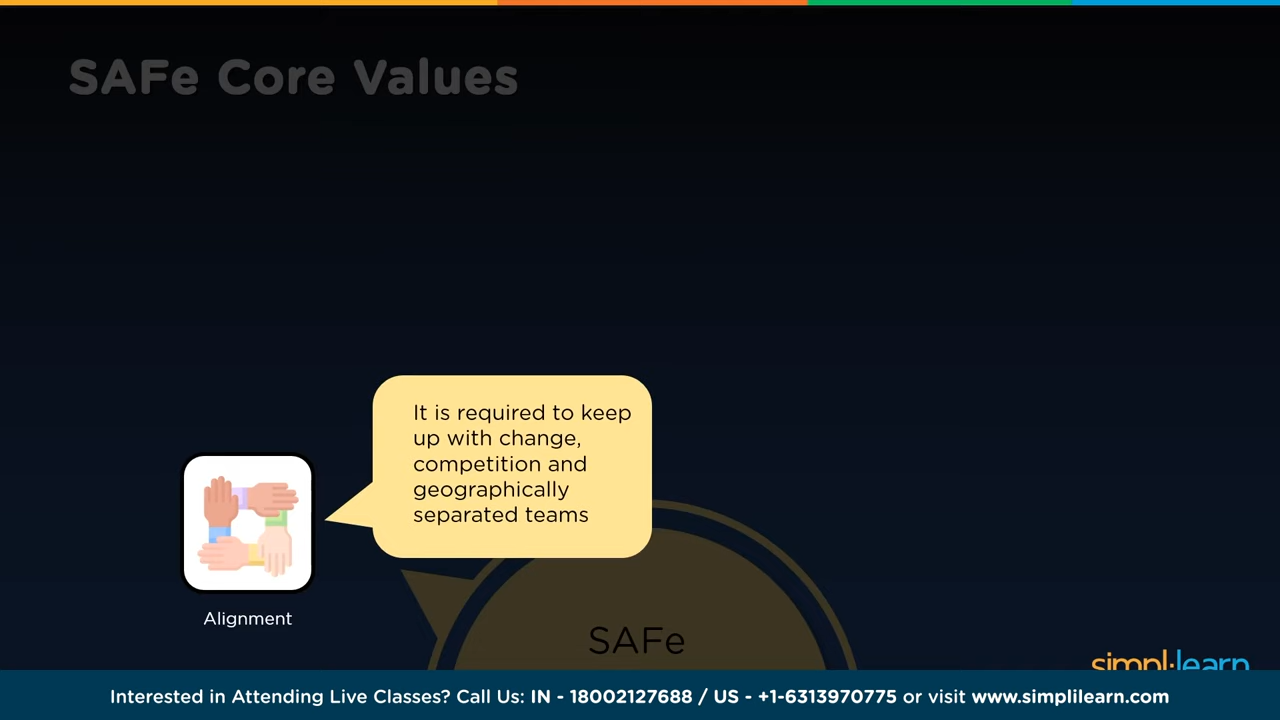 SAFe Core Values
It is required to keep
up with change,
competition and
geographically
separated teams
Alignment
SAFe
simplilearn
Interested in Attending Live Classes? Call Us: IN - 18002127688 / US - +1-6313970775 or visit www.simplilearn.com